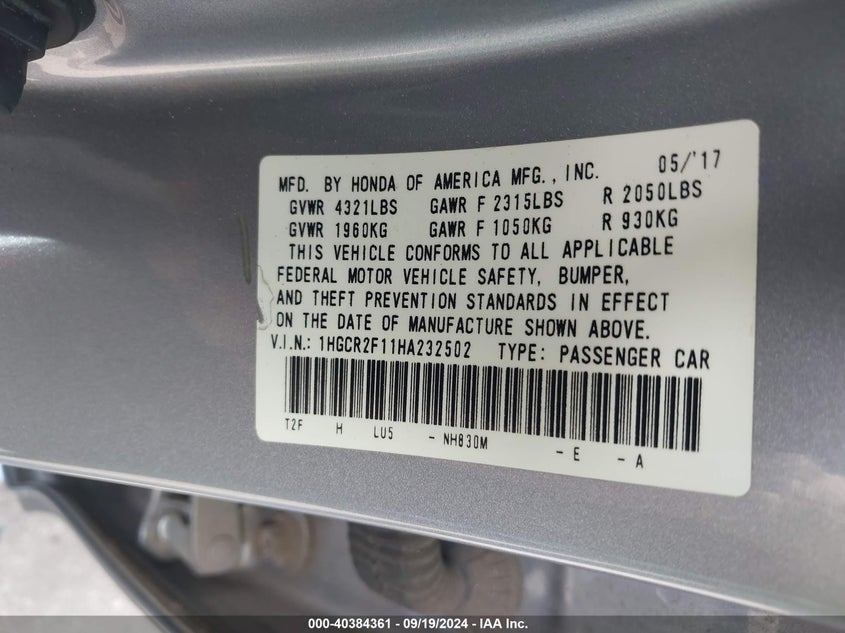 MFD. BY HONDA OF AMERICA MFG., INC. 05/'17
GVWR 4321LBS GAWR F 2315LBS R 2050LBS
GVWR 1960KG GAWR F 1050KG R 930KG
THIS VEHICLE CONFORMS TO ALL APPLICABLE
FEDERAL MOTOR VEHICLE SAFETY, BUMPER,
AND THEFT PREVENTION STANDARDS IN EFFECT
ON THE DATE OF MANUFACTURE SHOWN ABOVE.
V.I.N.: 1HGCR2F11HA232502 TYPE: PASSENGER CAR
T2F H LU5 - NH830M - E - A
000-40384361 - 09/19/2024 - IAA Inc.